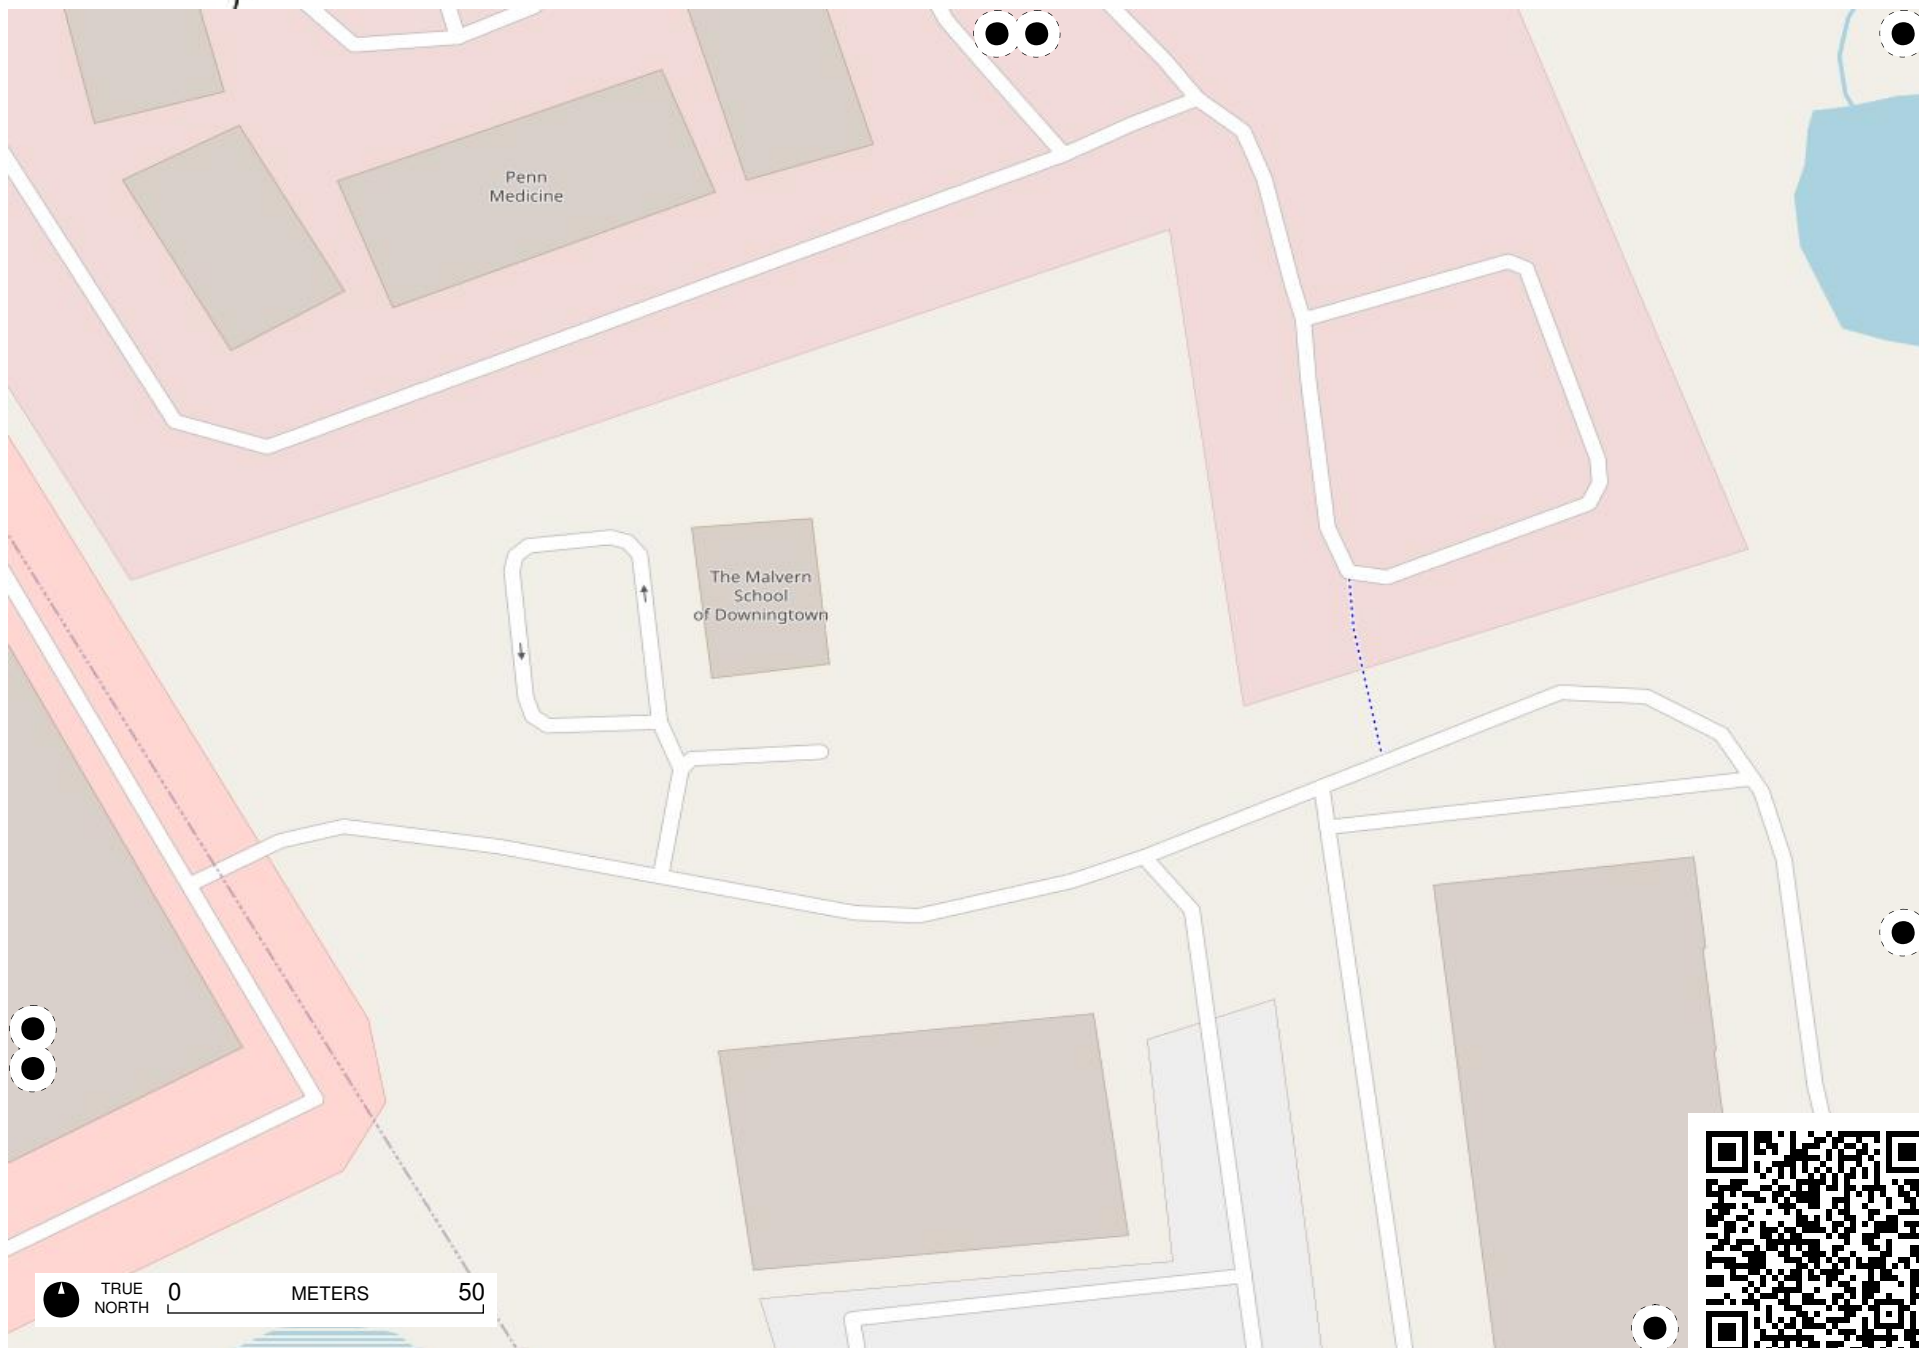 Penn
Medicine
The Malvern
School
of Downingtown
TRUE
NORTH
0 METERS 50